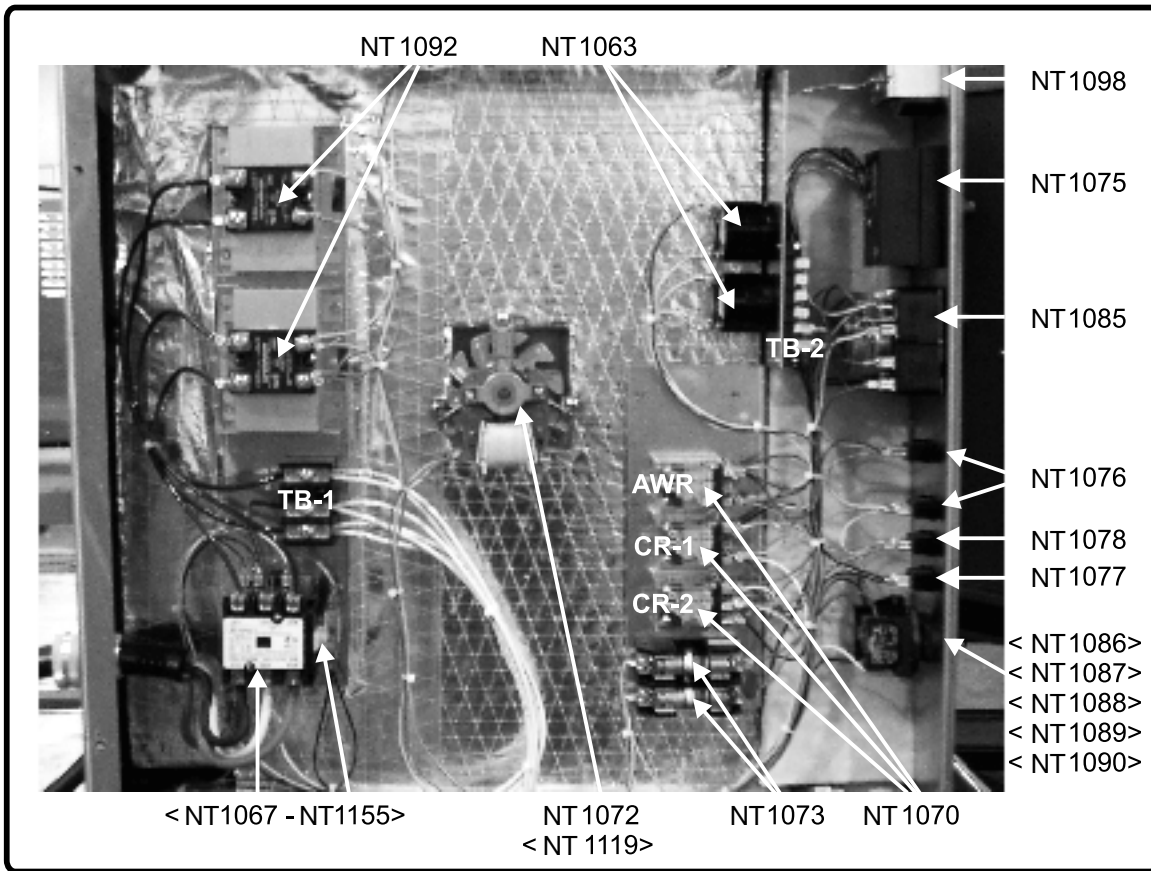 NT1092
NT1063
NT1098
NT1075
NT1085
TB-2
NT1076
AWR
TB-1
CR-1
NT1078
NT1077
CR-2
< NT1086>
< NT1087>
< NT1088>
< NT1089>
< NT1090>
< NT1067 - NT1155>
NT1072
< NT 1119>
NT1073
NT1070